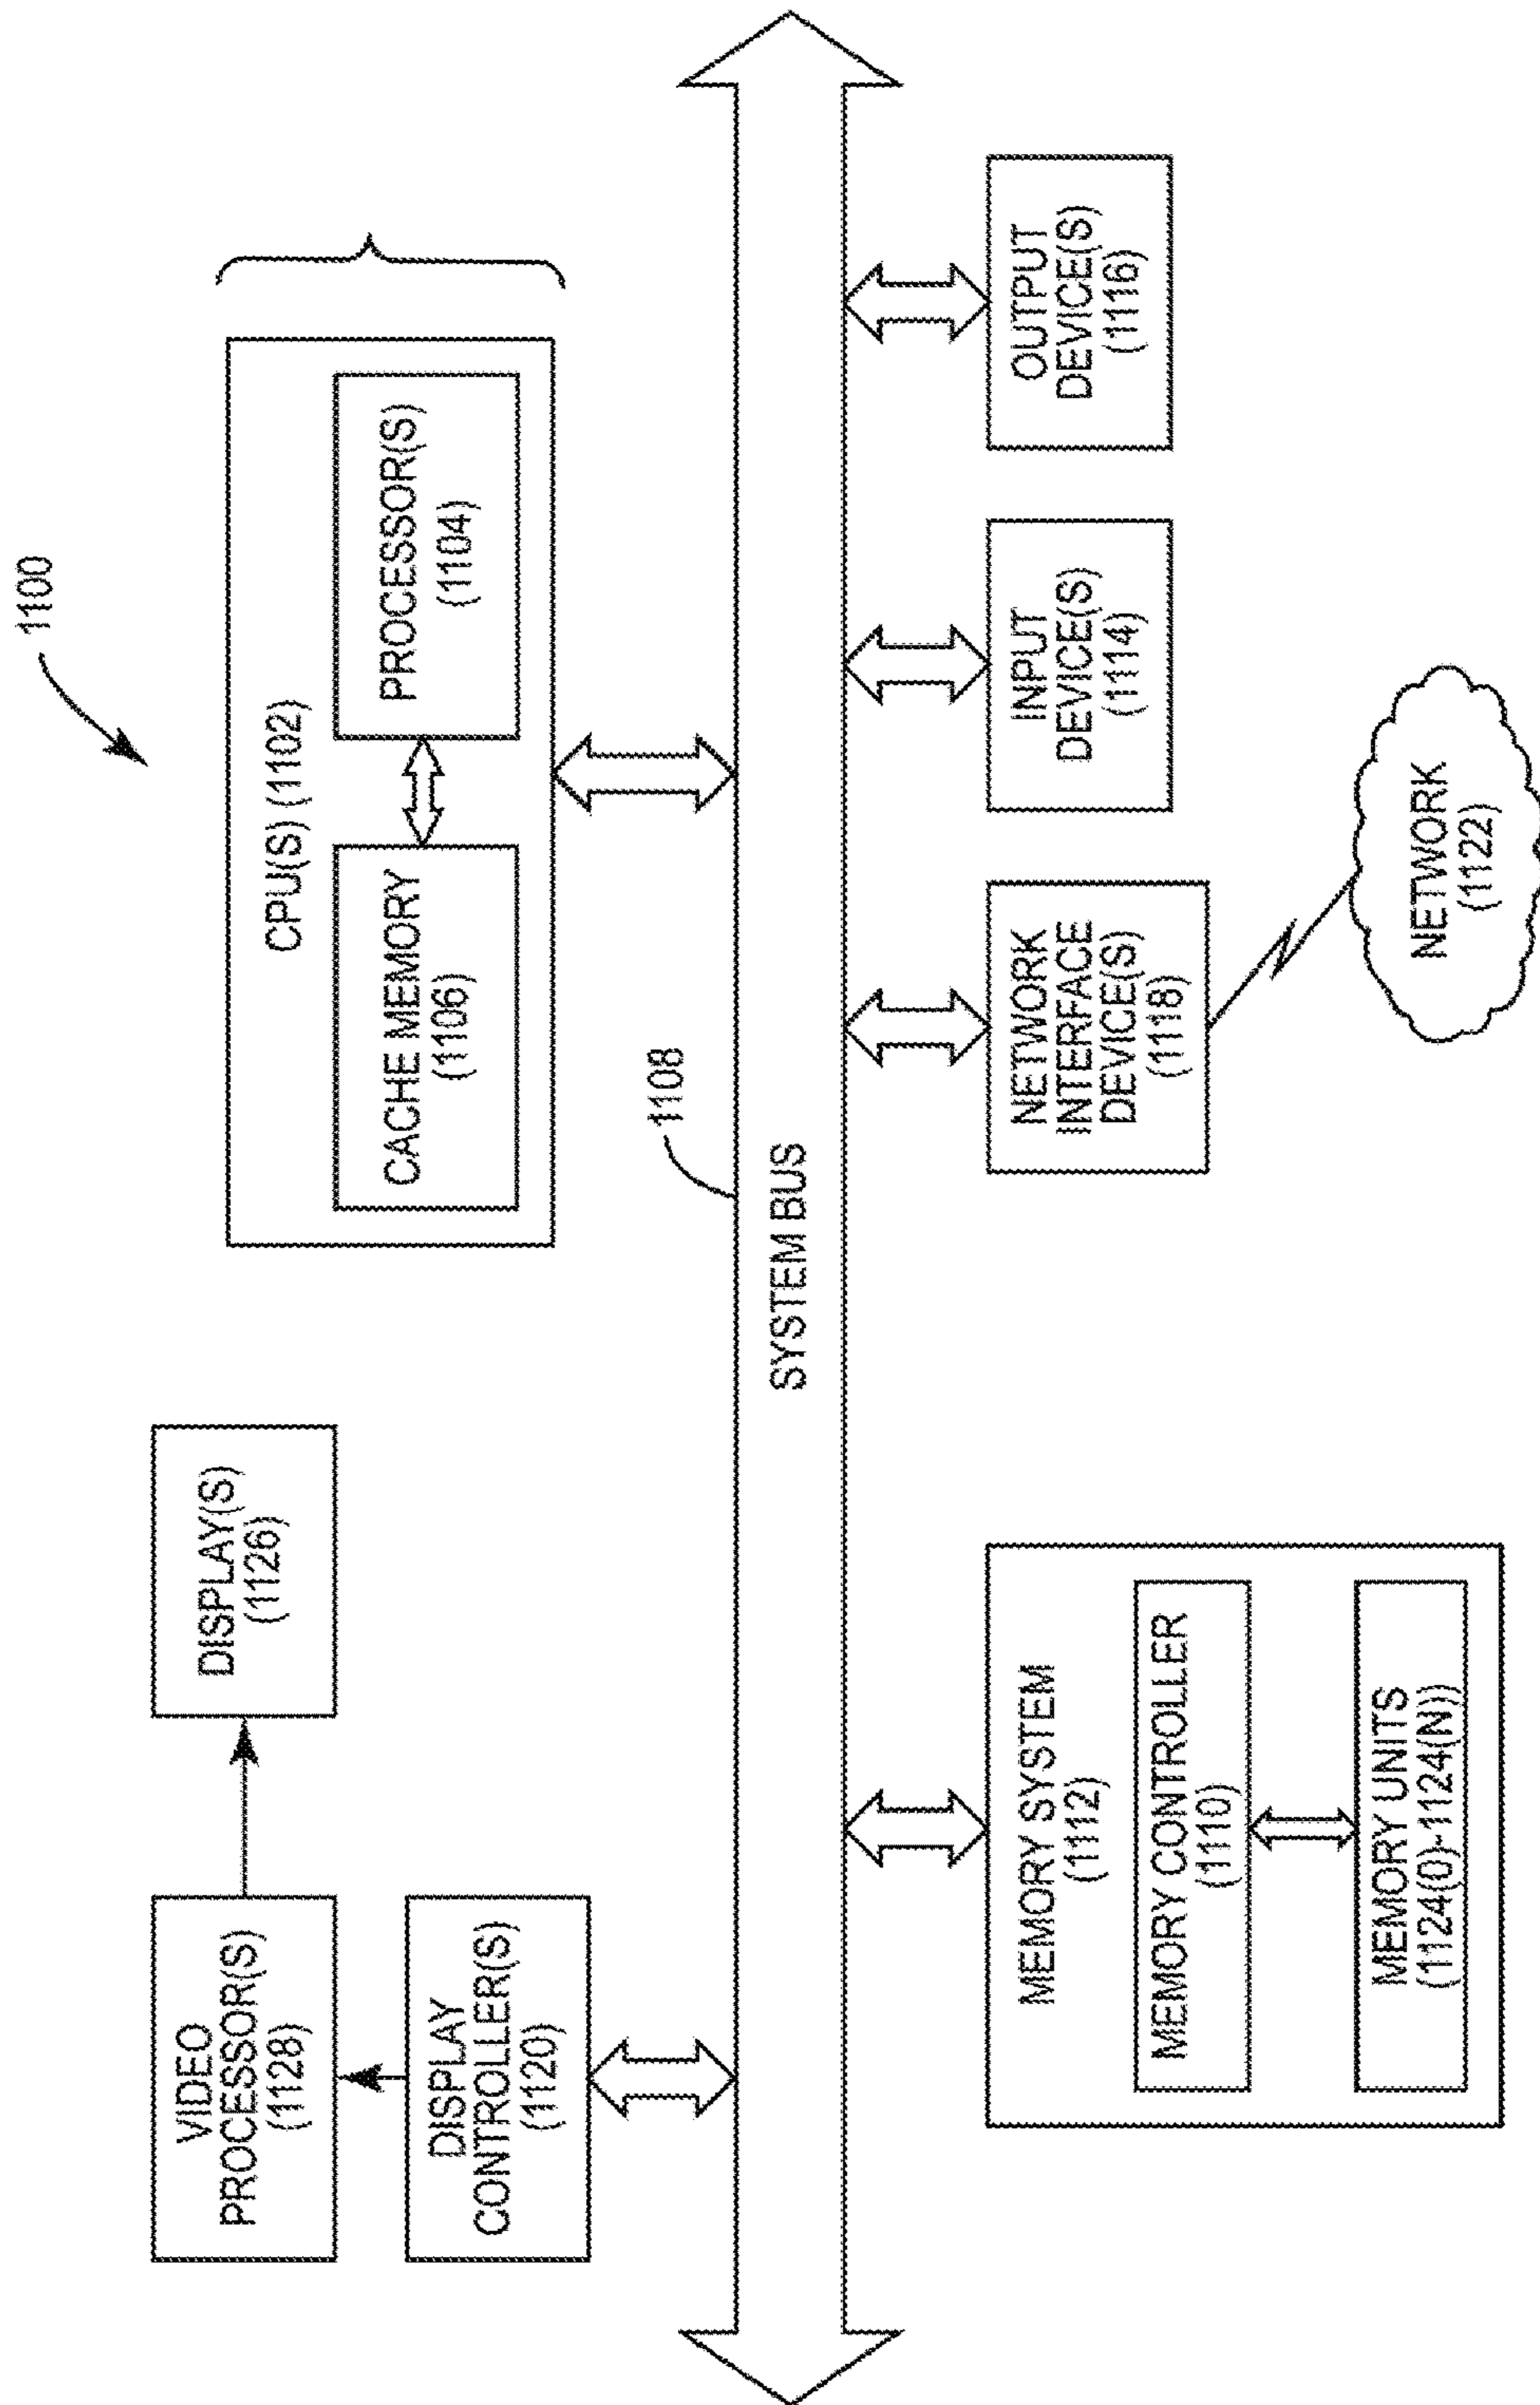 1100
VIDEO
PROCESSOR(S)
(1128)
DISPLAY(S)
(1126)
CPU(S) (1102)
CACHE MEMORY
(1106)
PROCESSOR(S)
(1104)
DISPLAY
CONTROLLER(S)
(1120)
1108
SYSTEM BUS
MEMORY SYSTEM
(1112)
MEMORY CONTROLLER
(1110)
MEMORY UNITS
(1124(0)-1124(N))
NETWORK
INTERFACE
DEVICE(S)
(1118)
INPUT
DEVICE(S)
(1114)
OUTPUT
DEVICE(S)
(1116)
NETWORK
(1122)